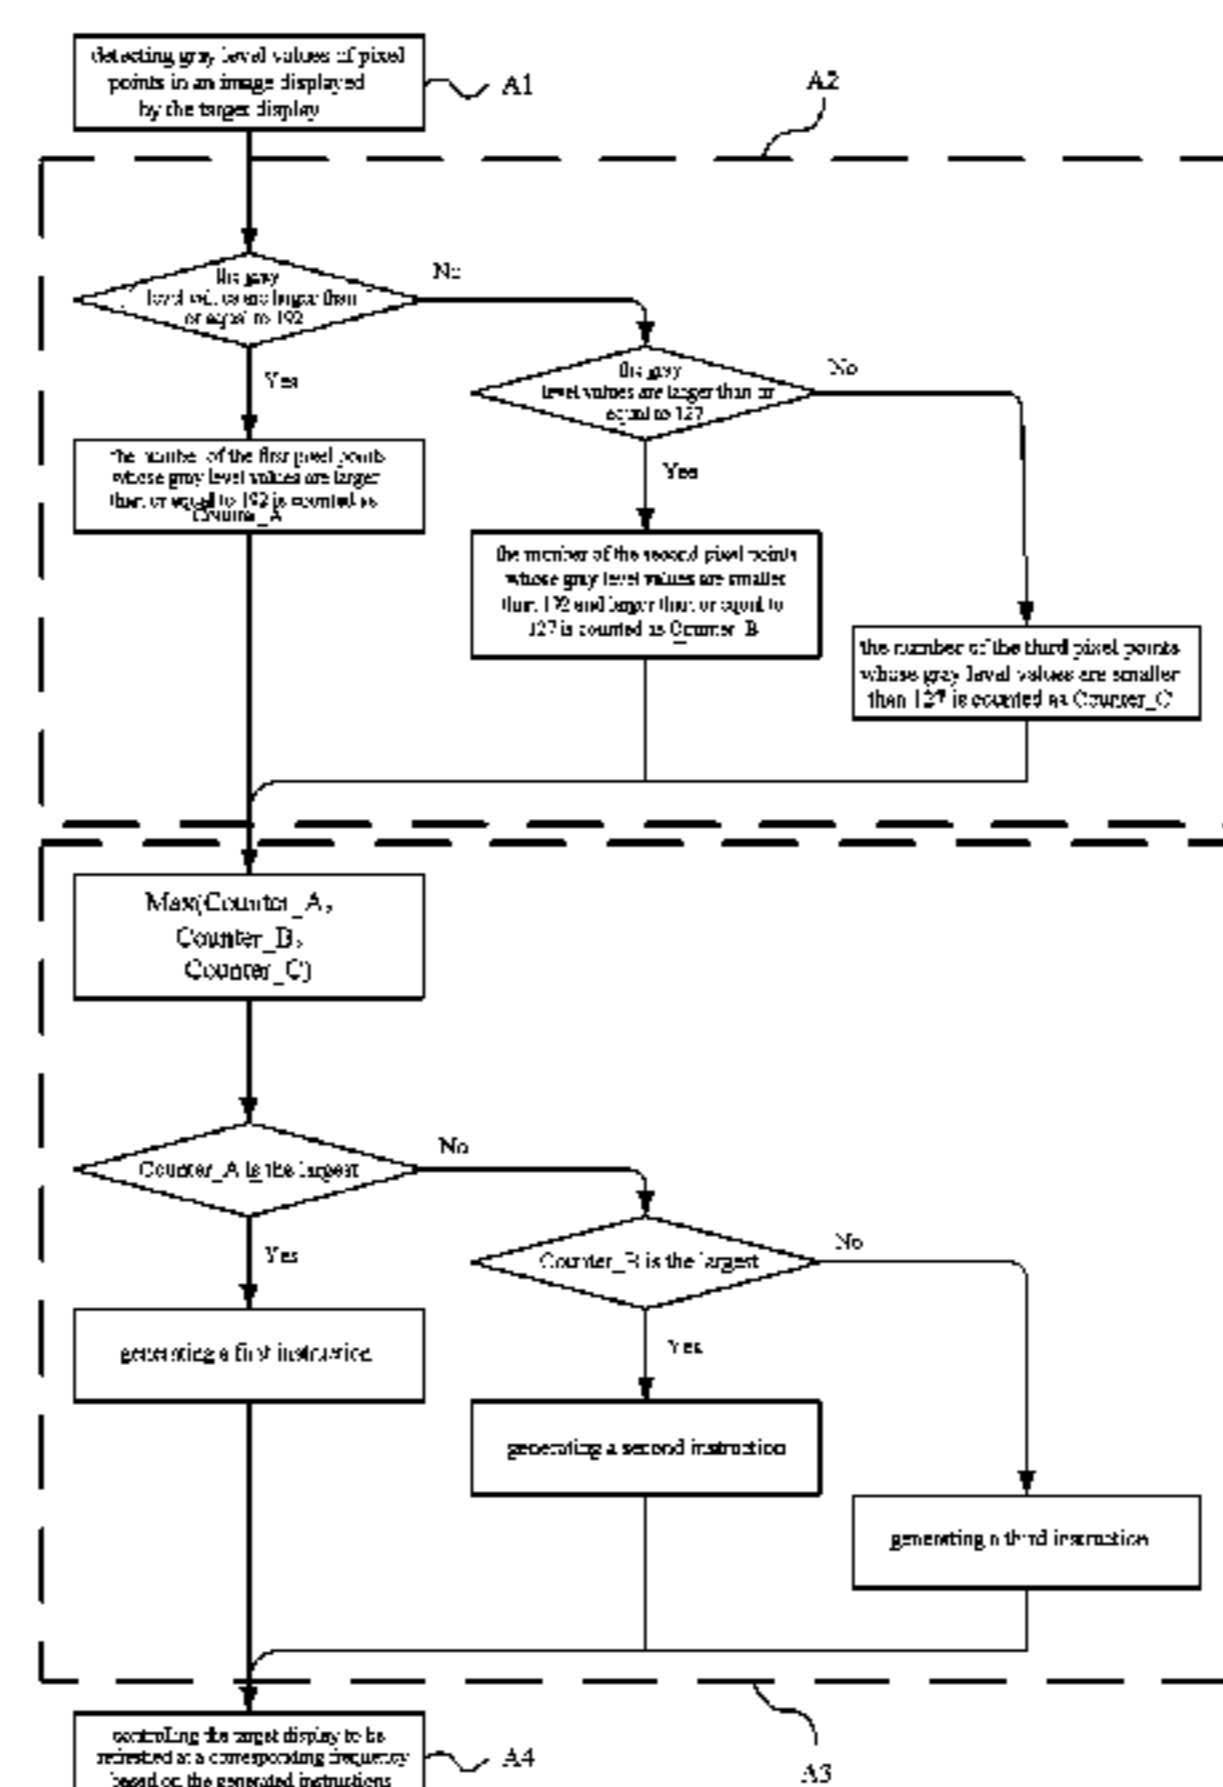 detecting gray level values of pixel
points in an image displayed
by the target display
A1
A2
the gray
level values are larger than
or equal to 192
No
Yes
the gray
level values are larger than or
equal to 127
No
Yes
the number of the first pixel points
whose gray level values are larger
than or equal to 192 is counted as
Counter_A
the number of the second pixel points
whose gray level values are smaller
than 192 and larger than or equal to
127 is counted as Counter_B
the number of the third pixel points
whose gray level values are smaller
than 127 is counted as Counter_C
Max(Counter_A,
Counter_B,
Counter_C)
Counter_A is the largest
No
Yes
Counter_B is the largest
No
Yes
generating a first instruction
generating a second instruction
generating a third instruction
controlling the target display to be
refreshed at a corresponding frequency
based on the generated instructions
A4
A3